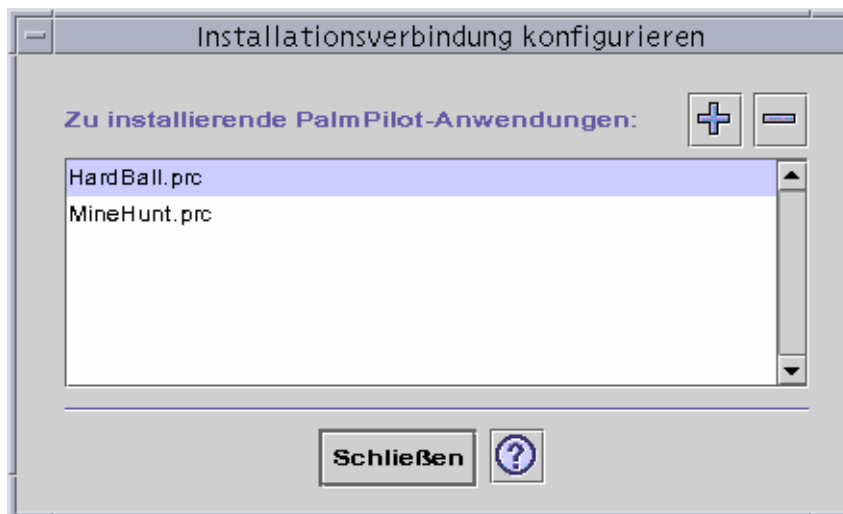 Installationsverbindung konfigurieren
Zu installierende PalmPilot-Anwendungen:
HardBall.prc
MineHunt.prc
Schließen